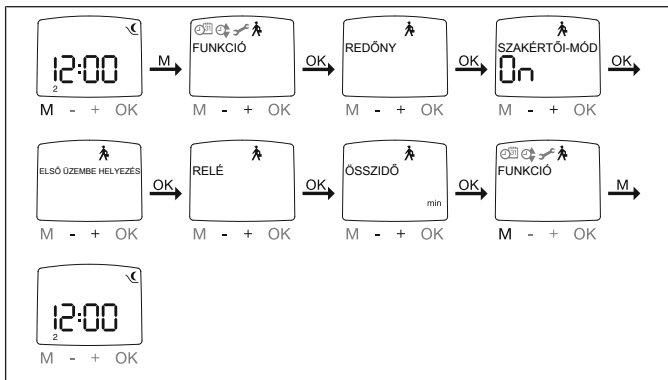 12:00
2
M - + OK
M
FUNKCIÓ
M - + OK
OK
REDŐNY
M - + OK
OK
SZAKÉRTŐI-MÓD
On
M - + OK
OK
ELSŐ ÜZEMBE HELYEZÉS
M - + OK
OK
RELÉ
M - + OK
OK
ÖSSZIDŐ
min
M - + OK
OK
31
FUNKCIÓ
M - + OK
M
12:00
2
M - + OK